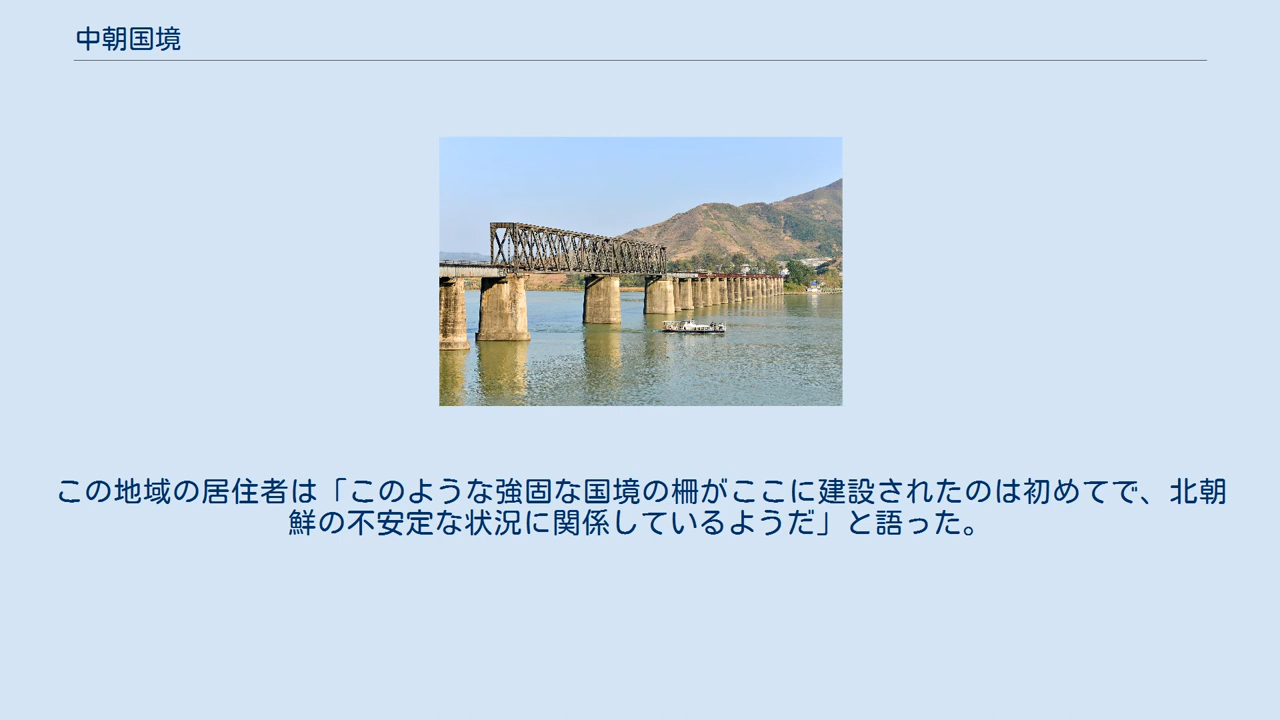 中朝国境
この地域の居住者は「このような強固な国境の柵がここに建設されたのは初めてで、北朝
鮮の不安定な状況に関係しているようだ」と語った。